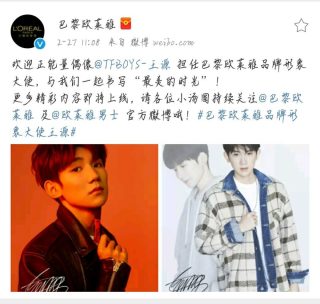 L'ORÉAL
巴黎欧莱雅
2-27 11:08 来自 微博 weibo.com
欢迎正能量偶像@TFBOYS-王源 担任巴黎欧莱雅品牌形象
大使，与我们一起书写“最美的时光”！
更多精彩内容即将上线，请各位小汤圆持续关注@巴黎欧莱
雅 及@欧莱雅男士 官方微博哦！#巴黎欧莱雅品牌形
象大使王源#